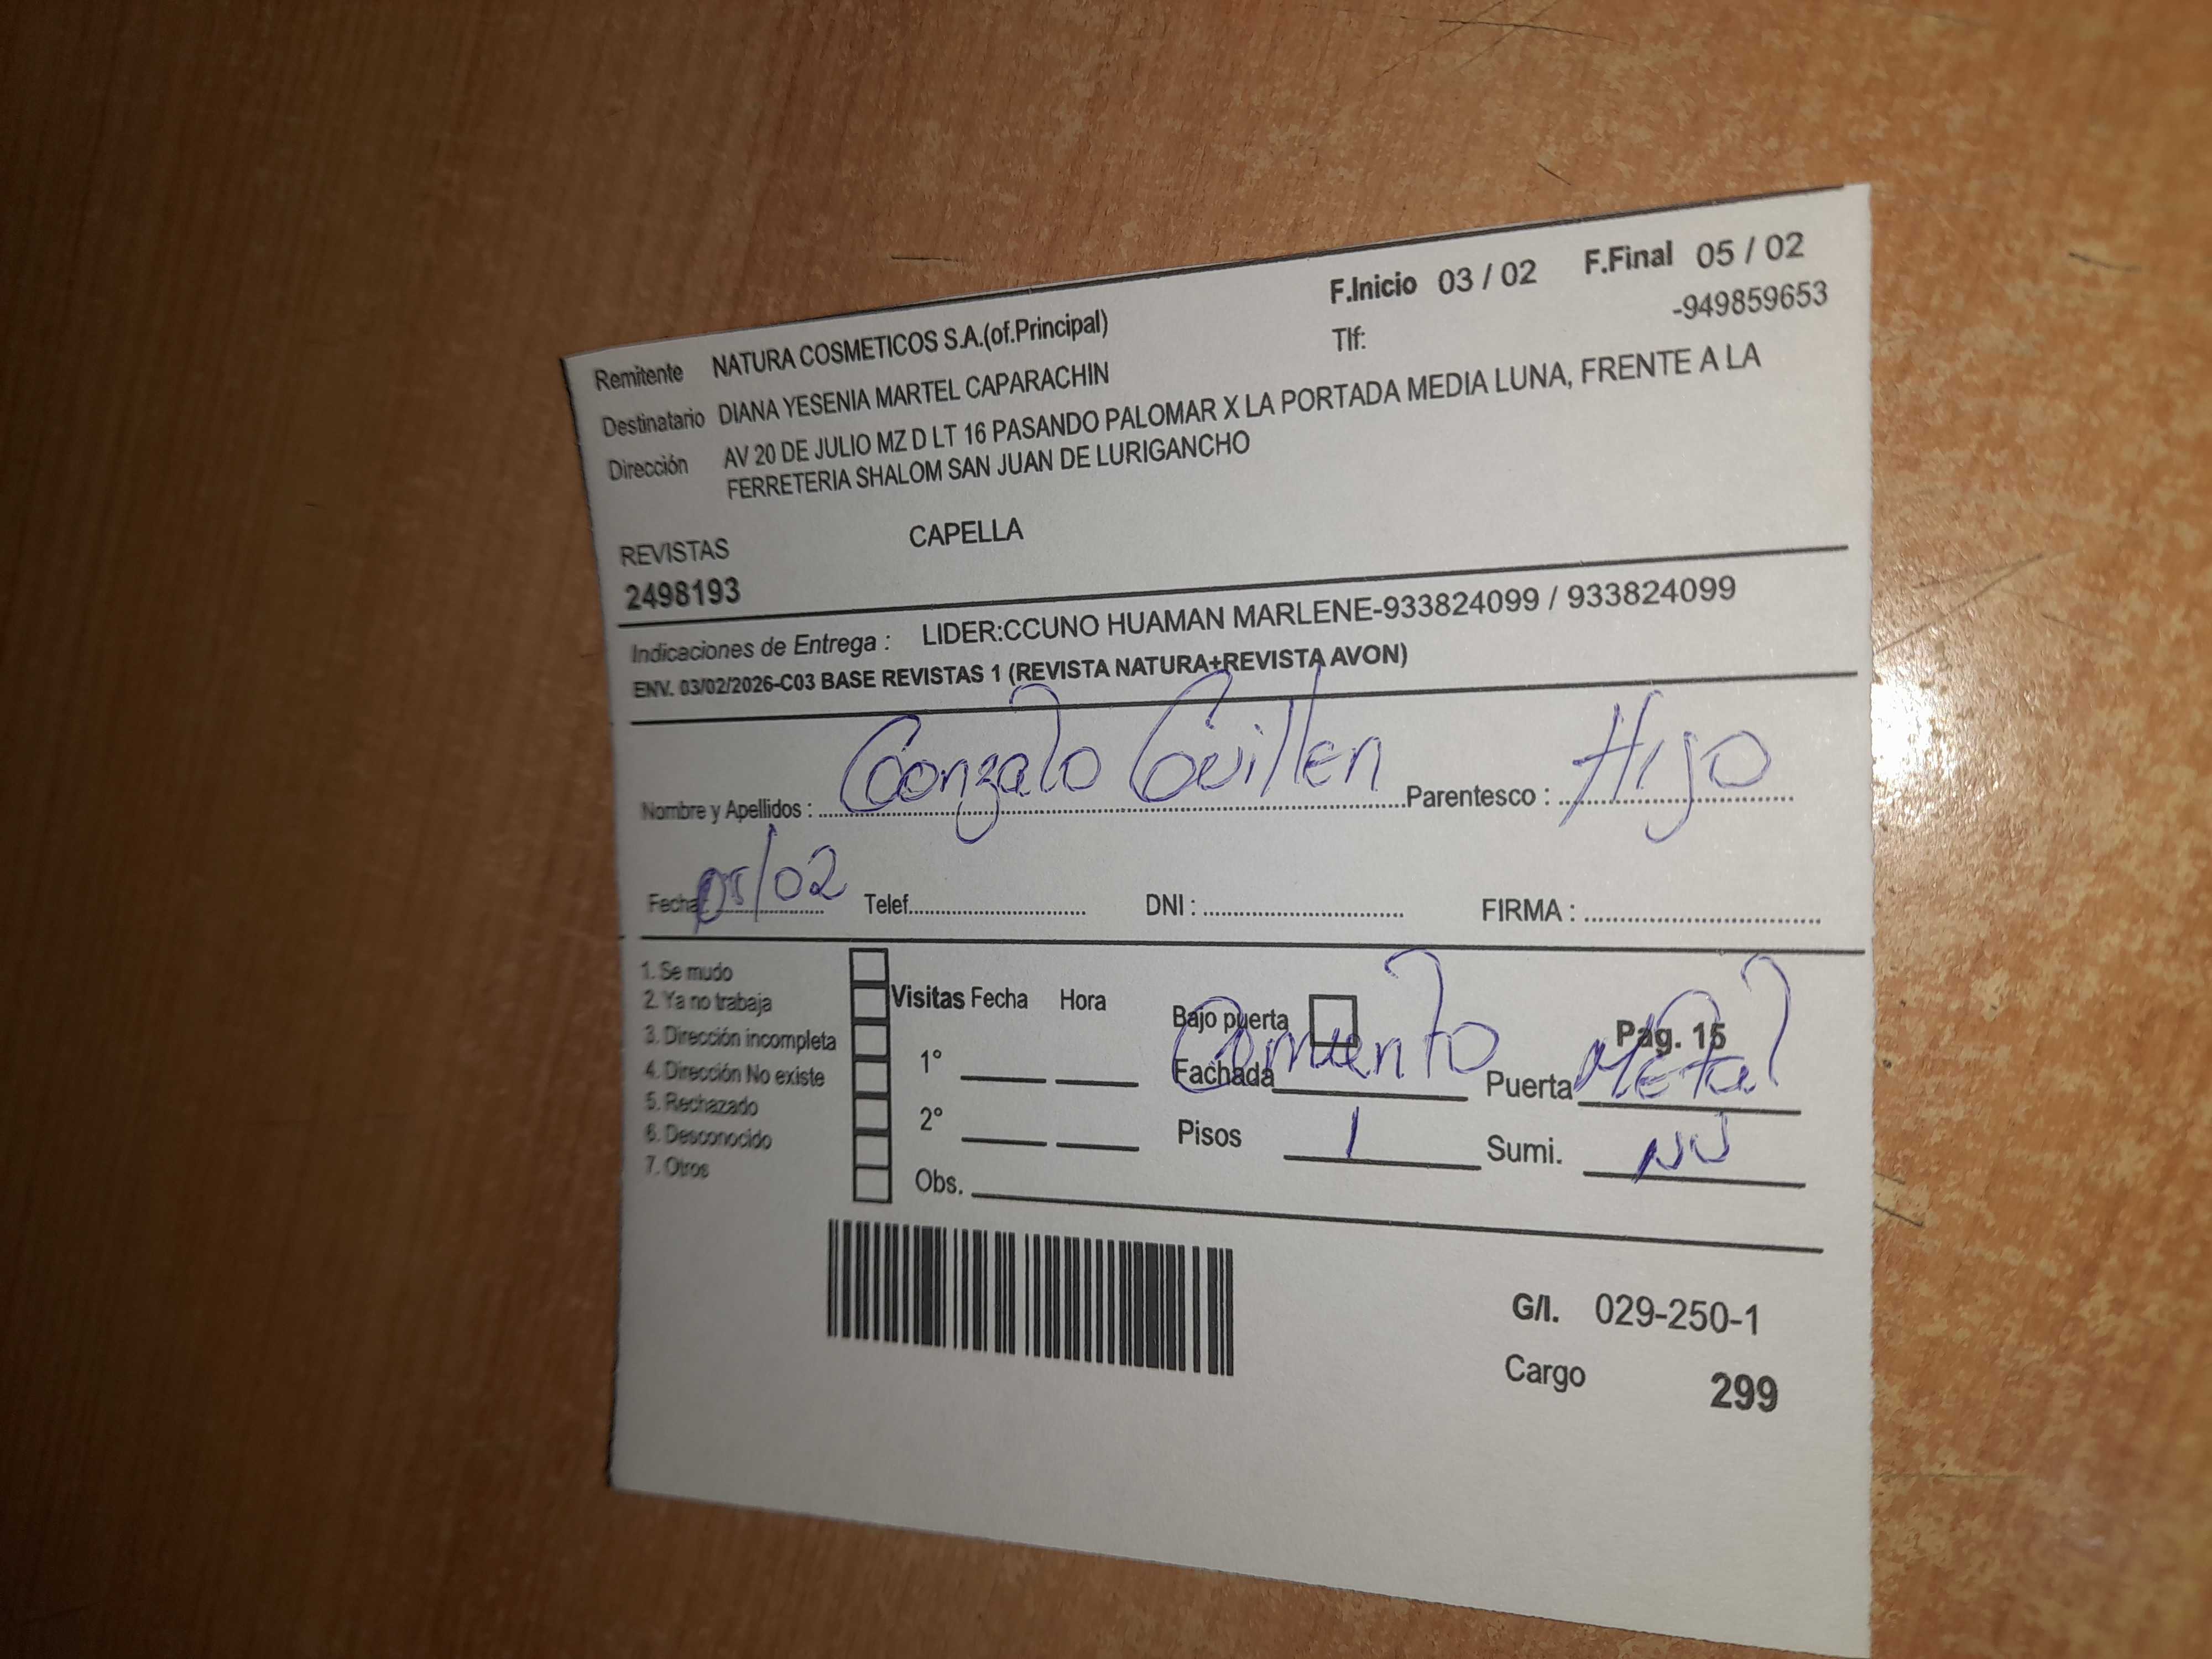 F.Inicio 03 / 02 F.Final 05 / 02
Remitente NATURA COSMETICOS S.A.(of.Principal) Tlf: -949859653
Destinatario DIANA YESENIA MARTEL CAPARACHIN
Dirección AV 20 DE JULIO MZ D LT 16 PASANDO PALOMAR X LA PORTADA MEDIA LUNA, FRENTE A LA
FERRETERIA SHALOM SAN JUAN DE LURIGANCHO
REVISTAS CAPELLA
2498193
Indicaciones de Entrega : LIDER:CCUNO HUAMAN MARLENE-933824099 / 933824099
ENV. 03/02/2026-C03 BASE REVISTAS 1 (REVISTA NATURA+REVISTA AVON)
Nombre y Apellidos : Gonzalo Guillen Parentesco : Hijo
Fecha: 05/02 Telef. DNI : FIRMA :
1. Se mudo
2. Ya no trabaja
3. Dirección incompleta
4. Dirección No existe
5. Rechazado
6. Desconocido
7. Otros
Visitas Fecha Hora
1°
2°
Obs.
Bajo puerta Pag. 15
Fachada Puerta Metal
Pisos 1 Sumi.
G/I. 029-250-1
Cargo 299